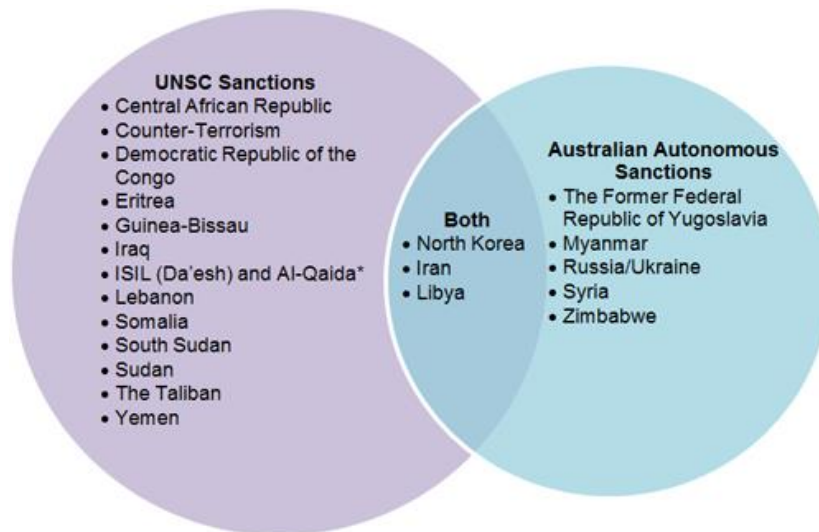 UNSC Sanctions
• Central African Republic
• Counter-Terrorism
• Democratic Republic of the
Congo
• Eritrea
• Guinea-Bissau
• Iraq
• ISIL (Da'esh) and Al-Qaida*
• Lebanon
• Somalia
• South Sudan
• Sudan
• The Taliban
• Yemen
Both
• North Korea
• Iran
• Libya
Australian Autonomous
Sanctions
• The Former Federal
Republic of Yugoslavia
• Myanmar
• Russia/Ukraine
• Syria
• Zimbabwe